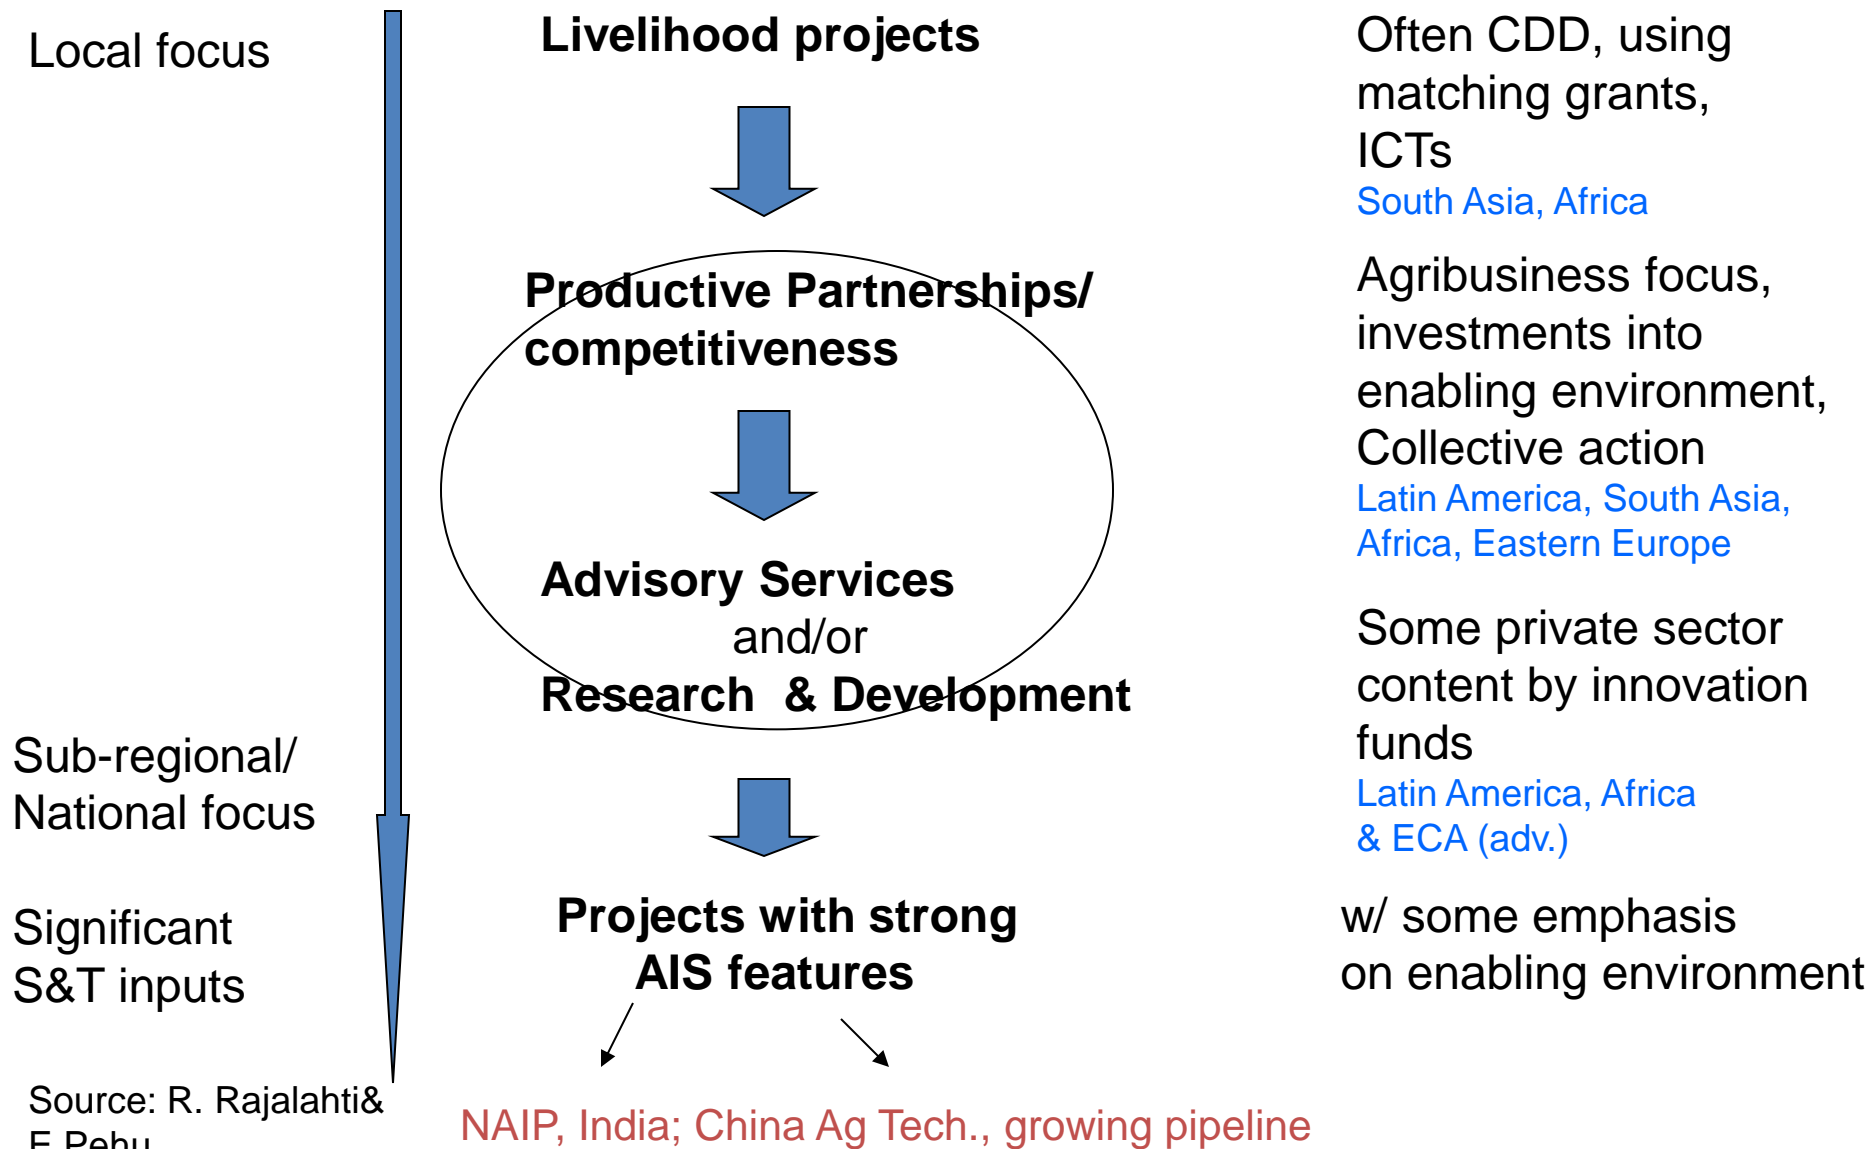 Local focus
Livelihood projects
Often CDD, using
matching grants,
ICTs
South Asia, Africa
Productive Partnerships/
competitiveness
Agribusiness focus,
investments into
enabling environment,
Collective action
Latin America, South Asia,
Africa, Eastern Europe
Advisory Services
and/or
Research & Development
Some private sector
content by innovation
funds
Latin America, Africa
& ECA (adv.)
Sub-regional/
National focus
Significant
S&T inputs
Projects with strong
AIS features
w/ some emphasis
on enabling environment
Source: R. Rajalahti&
E.Pehu
NAIP, India; China Ag Tech., growing pipeline